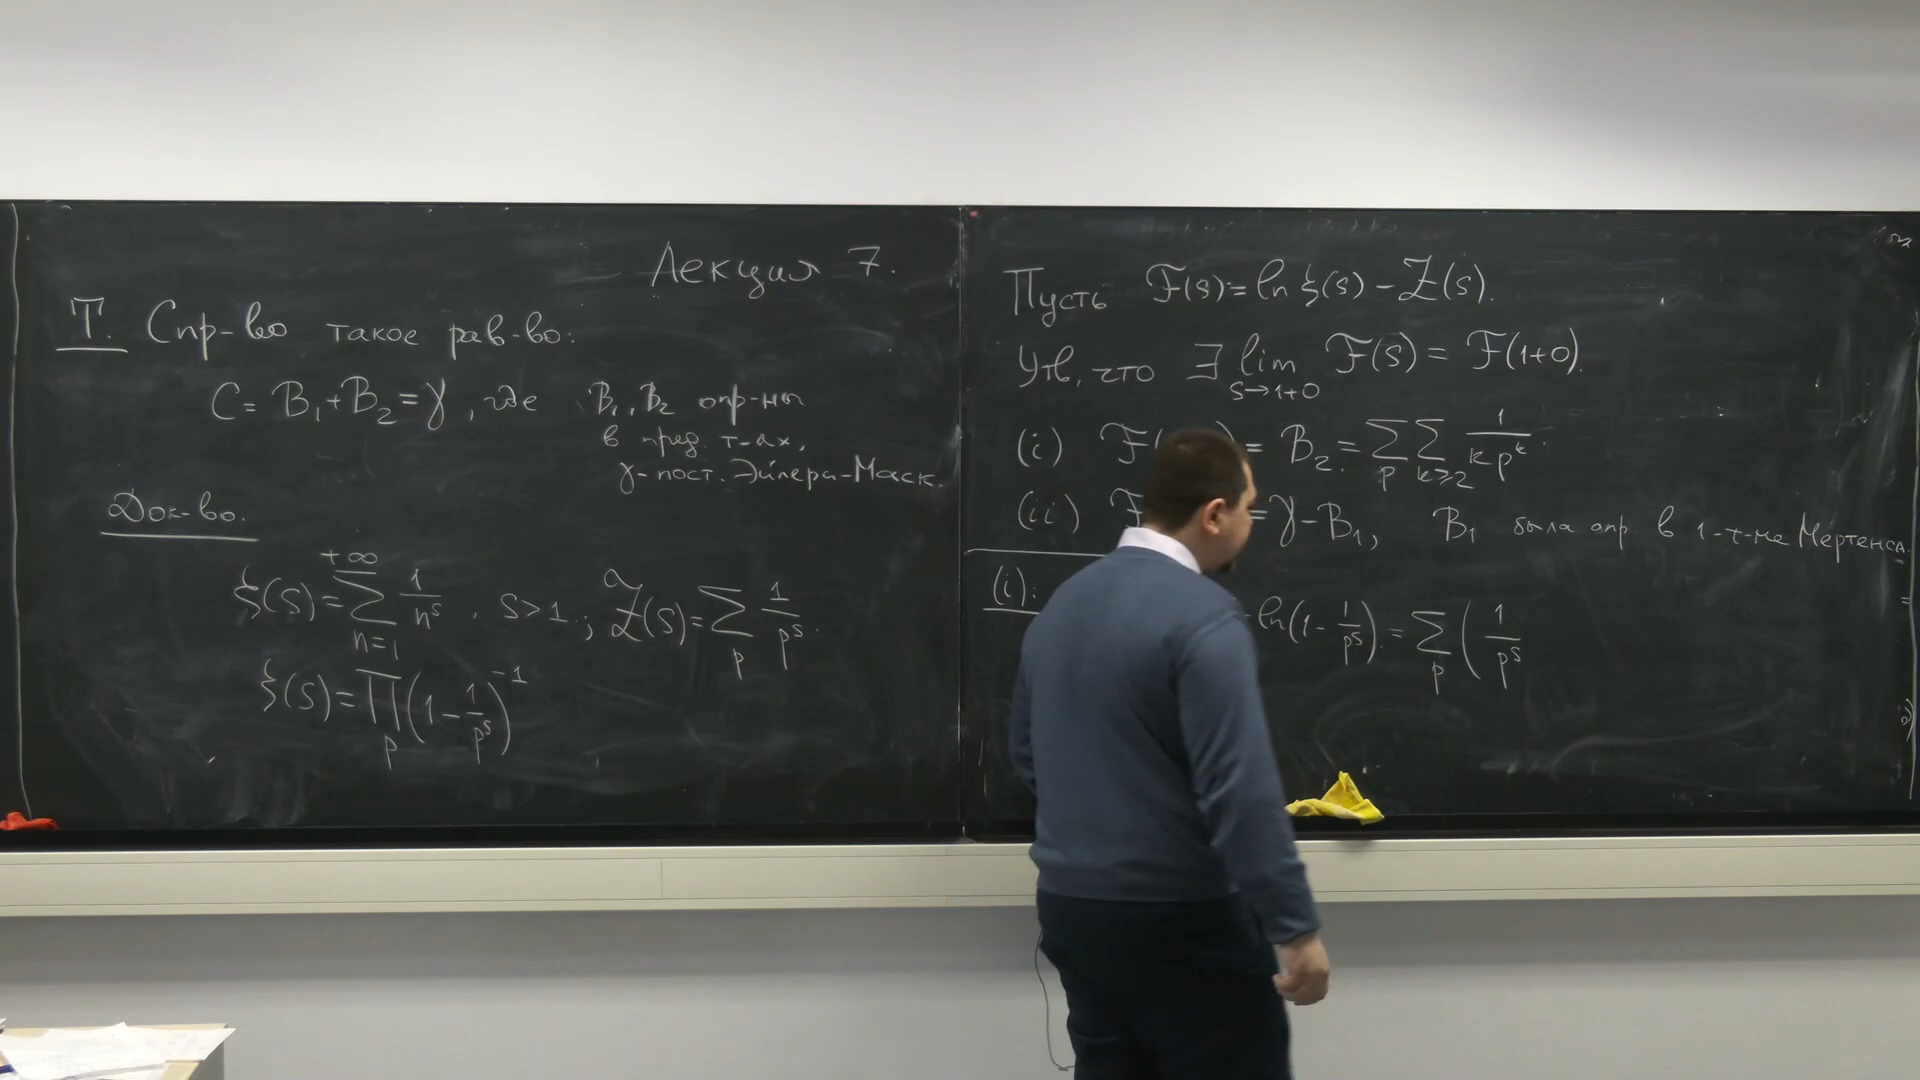 Лекция 7.
Т. Спр-во такое рав-во:
C = B₁+B₂ = γ, где B₁, B₂ опр-ны
в пред. т-ах,
γ- пост. Эйлера-Маск.
Док-во.
ξ(s) = ∑_{n=1}^{+∞} 1/n^s, s>1; Z̃(s) = ∑_p 1/p^s.
ξ(s) = ∏_p (1 - 1/p^s)^{-1}
Пусть F(s) = ln ξ(s) - Z(s).
Утв, что ∃ lim_{s→1+0} F(s) = F(1+0).
(i) F( ) = B₂ = ∑_p ∑_{k≥2} 1/(k p^k).
(ii) F = γ - B₁, B₁ была опр. в 1-т-ме Мертенса.
(i): - ln(1 - 1/p^s) = ∑_p ( 1/p^s